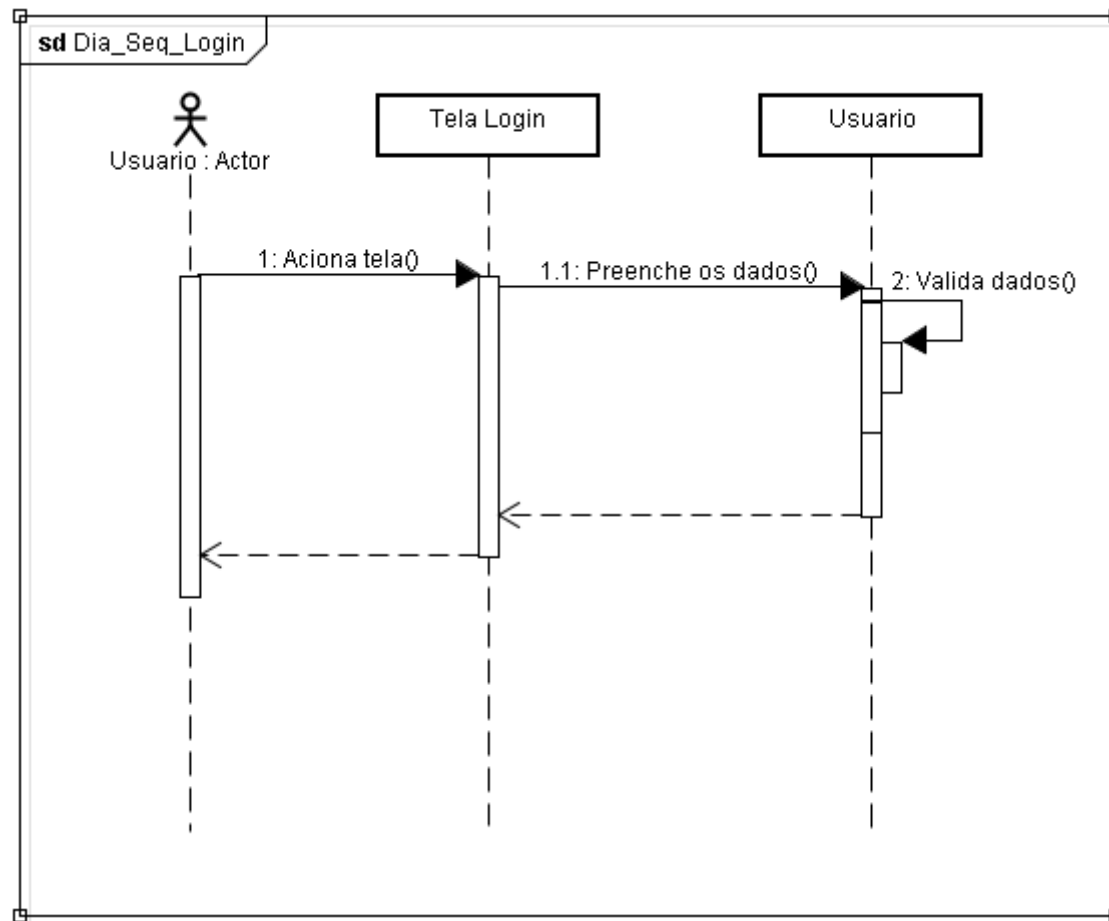 sd Dia_Seq_Login
Usuario : Actor
Tela Login
Usuario
1: Aciona tela()
1.1: Preenche os dados()
2: Valida dados()